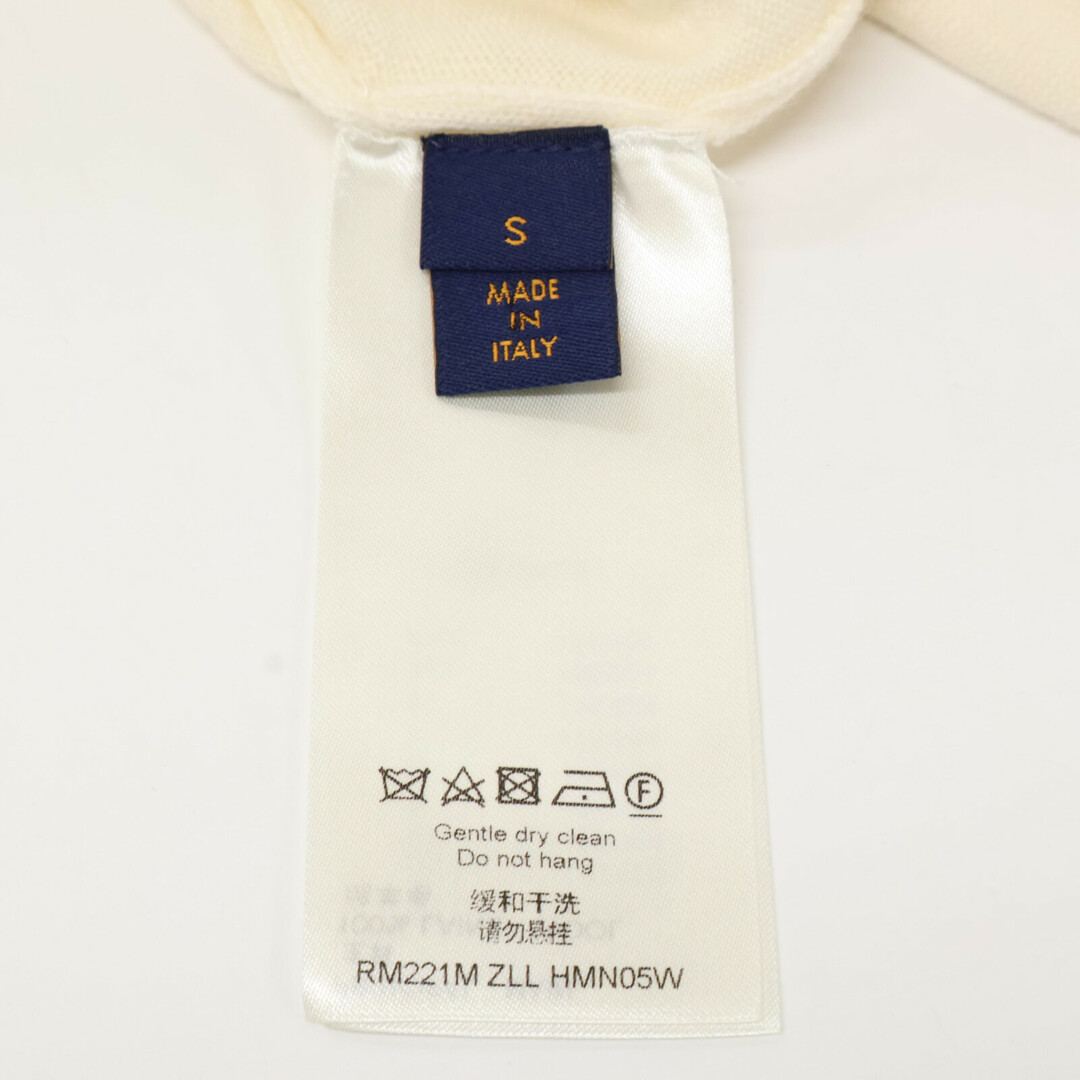 S
MADE
IN
ITALY
F
Gentle dry clean
Do not hang
缓和干洗
请勿悬挂
RM221M ZLL HMN05W